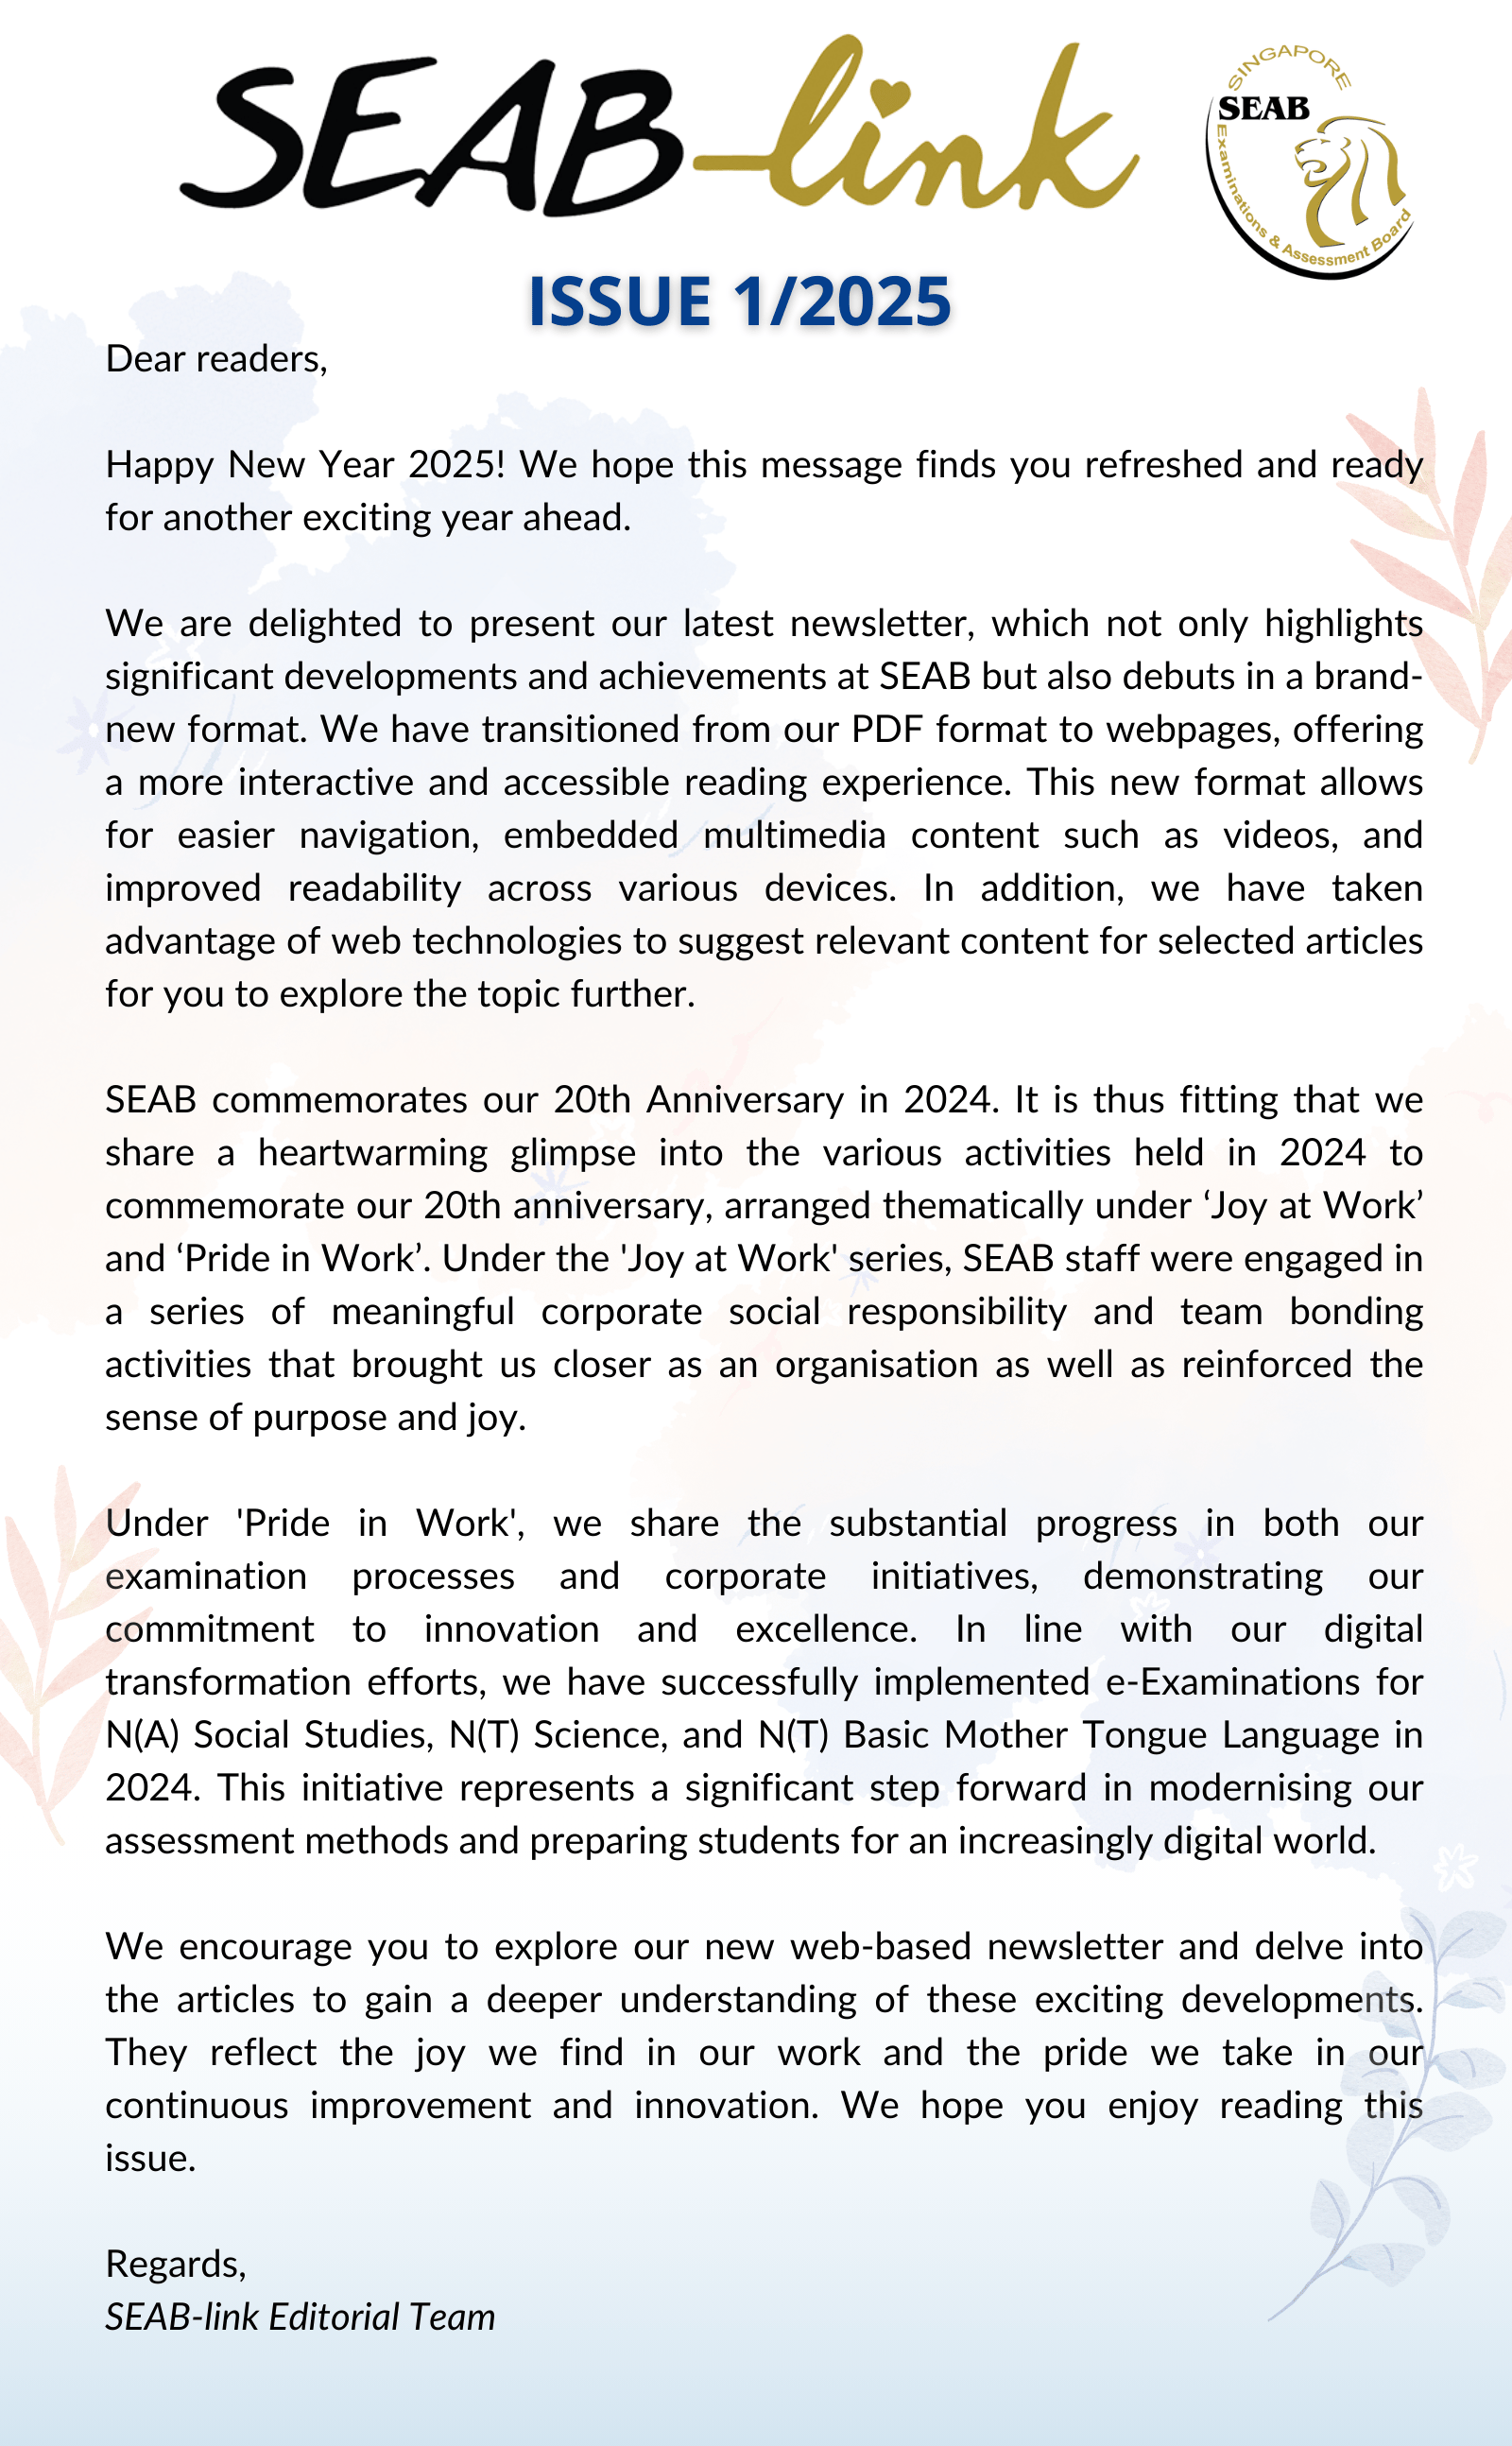 SEAB-link
SINGAPORE
SEAB
Examinations & Assessment Board
ISSUE 1/2025
Dear readers,
Happy New Year 2025! We hope this message finds you refreshed and ready
for another exciting year ahead.
We are delighted to present our latest newsletter, which not only highlights
significant developments and achievements at SEAB but also debuts in a brand-
new format. We have transitioned from our PDF format to webpages, offering
a more interactive and accessible reading experience. This new format allows
for easier navigation, embedded multimedia content such as videos, and
improved readability across various devices. In addition, we have taken
advantage of web technologies to suggest relevant content for selected articles
for you to explore the topic further.
SEAB commemorates our 20th Anniversary in 2024. It is thus fitting that we
share a heartwarming glimpse into the various activities held in 2024 to
commemorate our 20th anniversary, arranged thematically under ‘Joy at Work’
and ‘Pride in Work’. Under the 'Joy at Work' series, SEAB staff were engaged in
a series of meaningful corporate social responsibility and team bonding
activities that brought us closer as an organisation as well as reinforced the
sense of purpose and joy.
Under 'Pride in Work', we share the substantial progress in both our
examination processes and corporate initiatives, demonstrating our
commitment to innovation and excellence. In line with our digital
transformation efforts, we have successfully implemented e-Examinations for
N(A) Social Studies, N(T) Science, and N(T) Basic Mother Tongue Language in
2024. This initiative represents a significant step forward in modernising our
assessment methods and preparing students for an increasingly digital world.
We encourage you to explore our new web-based newsletter and delve into
the articles to gain a deeper understanding of these exciting developments.
They reflect the joy we find in our work and the pride we take in our
continuous improvement and innovation. We hope you enjoy reading this
issue.
Regards,
SEAB-link Editorial Team